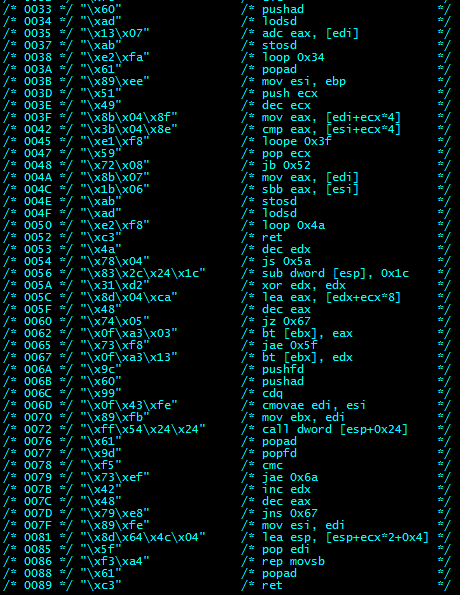 /* 0033 */ "\x60" /* pushad */
/* 0034 */ "\xad" /* lodsd */
/* 0035 */ "\x13\x07" /* adc eax, [edi] */
/* 0037 */ "\xab" /* stosd */
/* 0038 */ "\xe2\xfa" /* loop 0x34 */
/* 003A */ "\x61" /* popad */
/* 003B */ "\x89\xee" /* mov esi, ebp */
/* 003D */ "\x51" /* push ecx */
/* 003E */ "\x49" /* dec ecx */
/* 003F */ "\x8b\x04\x8f" /* mov eax, [edi+ecx*4] */
/* 0042 */ "\x3b\x04\x8e" /* cmp eax, [esi+ecx*4] */
/* 0045 */ "\xe1\xf8" /* loope 0x3f */
/* 0047 */ "\x59" /* pop ecx */
/* 0048 */ "\x72\x08" /* jb 0x52 */
/* 004A */ "\x8b\x07" /* mov eax, [edi] */
/* 004C */ "\x1b\x06" /* sbb eax, [esi] */
/* 004E */ "\xab" /* stosd */
/* 004F */ "\xad" /* lodsd */
/* 0050 */ "\xe2\xf8" /* loop 0x4a */
/* 0052 */ "\xc3" /* ret */
/* 0053 */ "\x4a" /* dec edx */
/* 0054 */ "\x78\x04" /* js 0x5a */
/* 0056 */ "\x83\x2c\x24\x1c" /* sub dword [esp], 0x1c */
/* 005A */ "\x31\xd2" /* xor edx, edx */
/* 005C */ "\x8d\x04\xca" /* lea eax, [edx+ecx*8] */
/* 005F */ "\x48" /* dec eax */
/* 0060 */ "\x74\x05" /* jz 0x67 */
/* 0062 */ "\x0f\xa3\x03" /* bt [ebx], eax */
/* 0065 */ "\x73\xf8" /* jae 0x5f */
/* 0067 */ "\x0f\xa3\x13" /* bt [ebx], edx */
/* 006A */ "\x9c" /* pushfd */
/* 006B */ "\x60" /* pushad */
/* 006C */ "\x99" /* cdq */
/* 006D */ "\x0f\x43\xfe" /* cmovae edi, esi */
/* 0070 */ "\x89\xfb" /* mov ebx, edi */
/* 0072 */ "\xff\x54\x24\x24" /* call dword [esp+0x24] */
/* 0076 */ "\x61" /* popad */
/* 0077 */ "\x9d" /* popfd */
/* 0078 */ "\xf5" /* cmc */
/* 0079 */ "\x73\xef" /* jae 0x6a */
/* 007B */ "\x42" /* inc edx */
/* 007C */ "\x48" /* dec eax */
/* 007D */ "\x79\xe8" /* jns 0x67 */
/* 007F */ "\x89\xfe" /* mov esi, edi */
/* 0081 */ "\x8d\x64\x4c\x04" /* lea esp, [esp+ecx*2+0x4] */
/* 0085 */ "\x5f" /* pop edi */
/* 0086 */ "\xf3\xa4" /* rep movsb */
/* 0088 */ "\x61" /* popad */
/* 0089 */ "\xc3" /* ret */